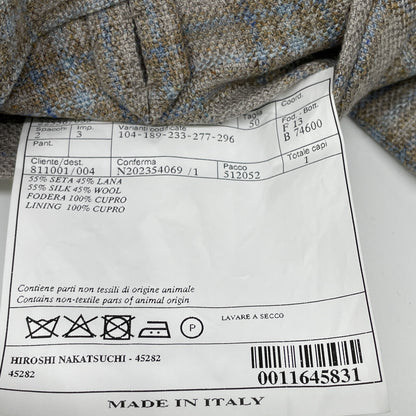 Taglia Coord.
50
Spacchi Imp. Varianti codificate Fod. Bott.
2 3 104-189-233-277-296 F 13
Pant. B 74600
Cliente/dest. Conferma Pacco Totale capi
811001/004 N202354069 /1 512052 1
55% SETA 45% LANA
55% SILK 45% WOOL
FODERA 100% CUPRO
LINING 100% CUPRO
Contiene parti non tessili di origine animale
Contains non-textile parts of animal origin
P
LAVARE A SECCO
HIROSHI NAKATSUCHI - 45282
45282
0011645831
MADE IN ITALY